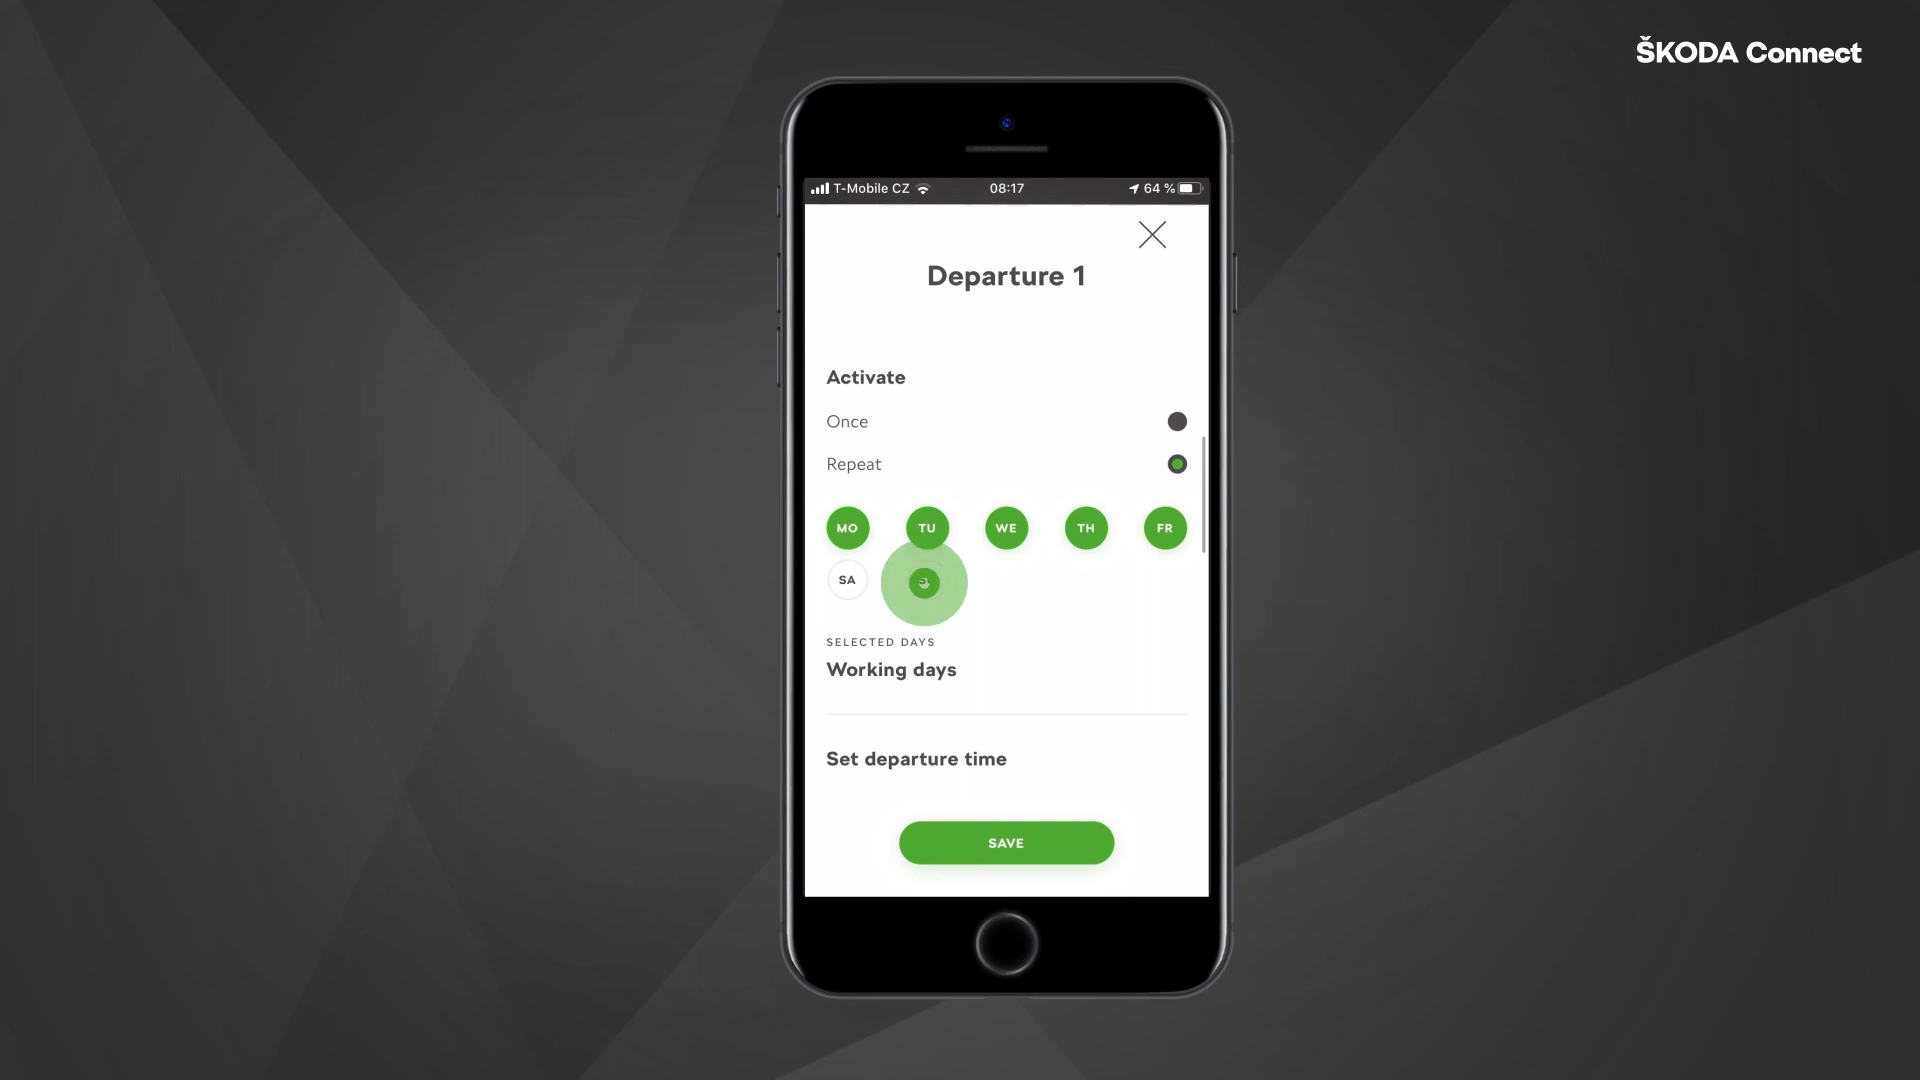 ŠKODA Connect
T-Mobile CZ 08:17 64 %
Departure 1
Activate
Once
Repeat
MO TU WE TH FR
SA
SELECTED DAYS
Working days
Set departure time
SAVE